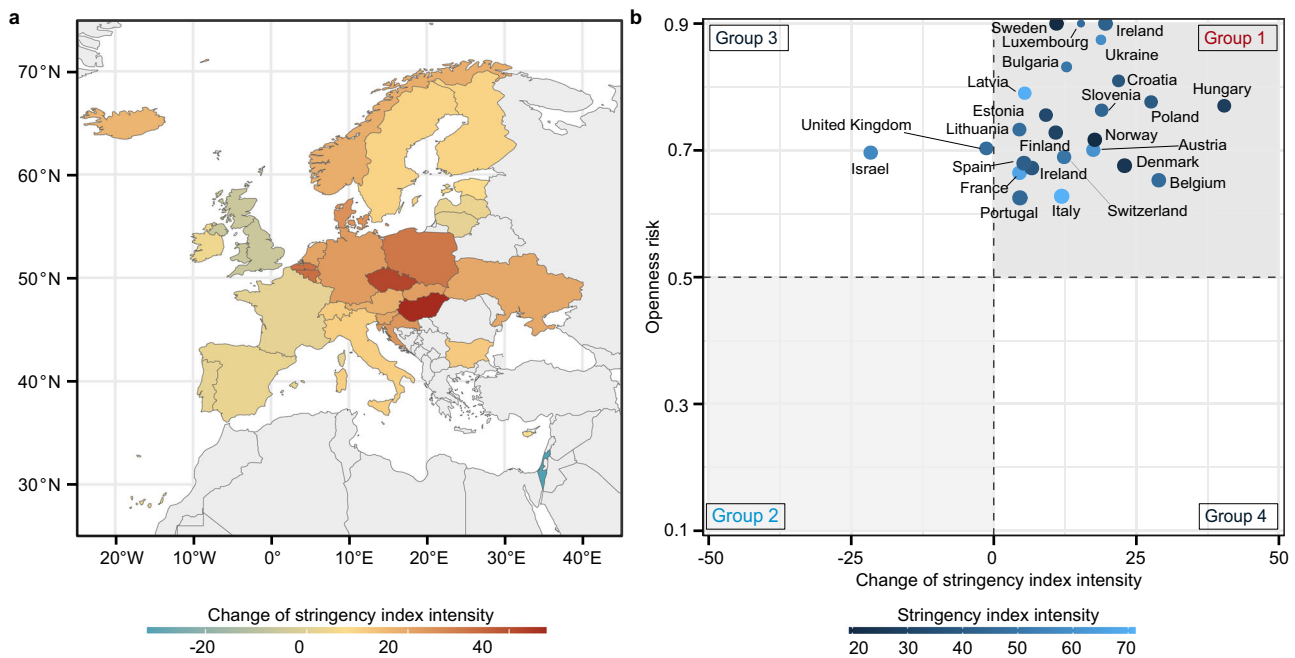 a
70°N
60°N
50°N
40°N
30°N
20°W
10°W
0°
10°E
20°E
30°E
40°E
Change of stringency index intensity
-20
0
20
40
b
Openness risk
0.9
0.7
0.5
0.3
0.1
Group 3
Group 1
Group 2
Group 4
Sweden
Ireland
Luxembourg
Ukraine
Bulgaria
Latvia
Croatia
Slovenia
Hungary
Estonia
Poland
United Kingdom
Lithuania
Norway
Finland
Austria
Israel
Spain
Denmark
France
Ireland
Belgium
Portugal
Italy
Switzerland
-50
-25
0
25
50
Change of stringency index intensity
Stringency index intensity
20
30
40
50
60
70